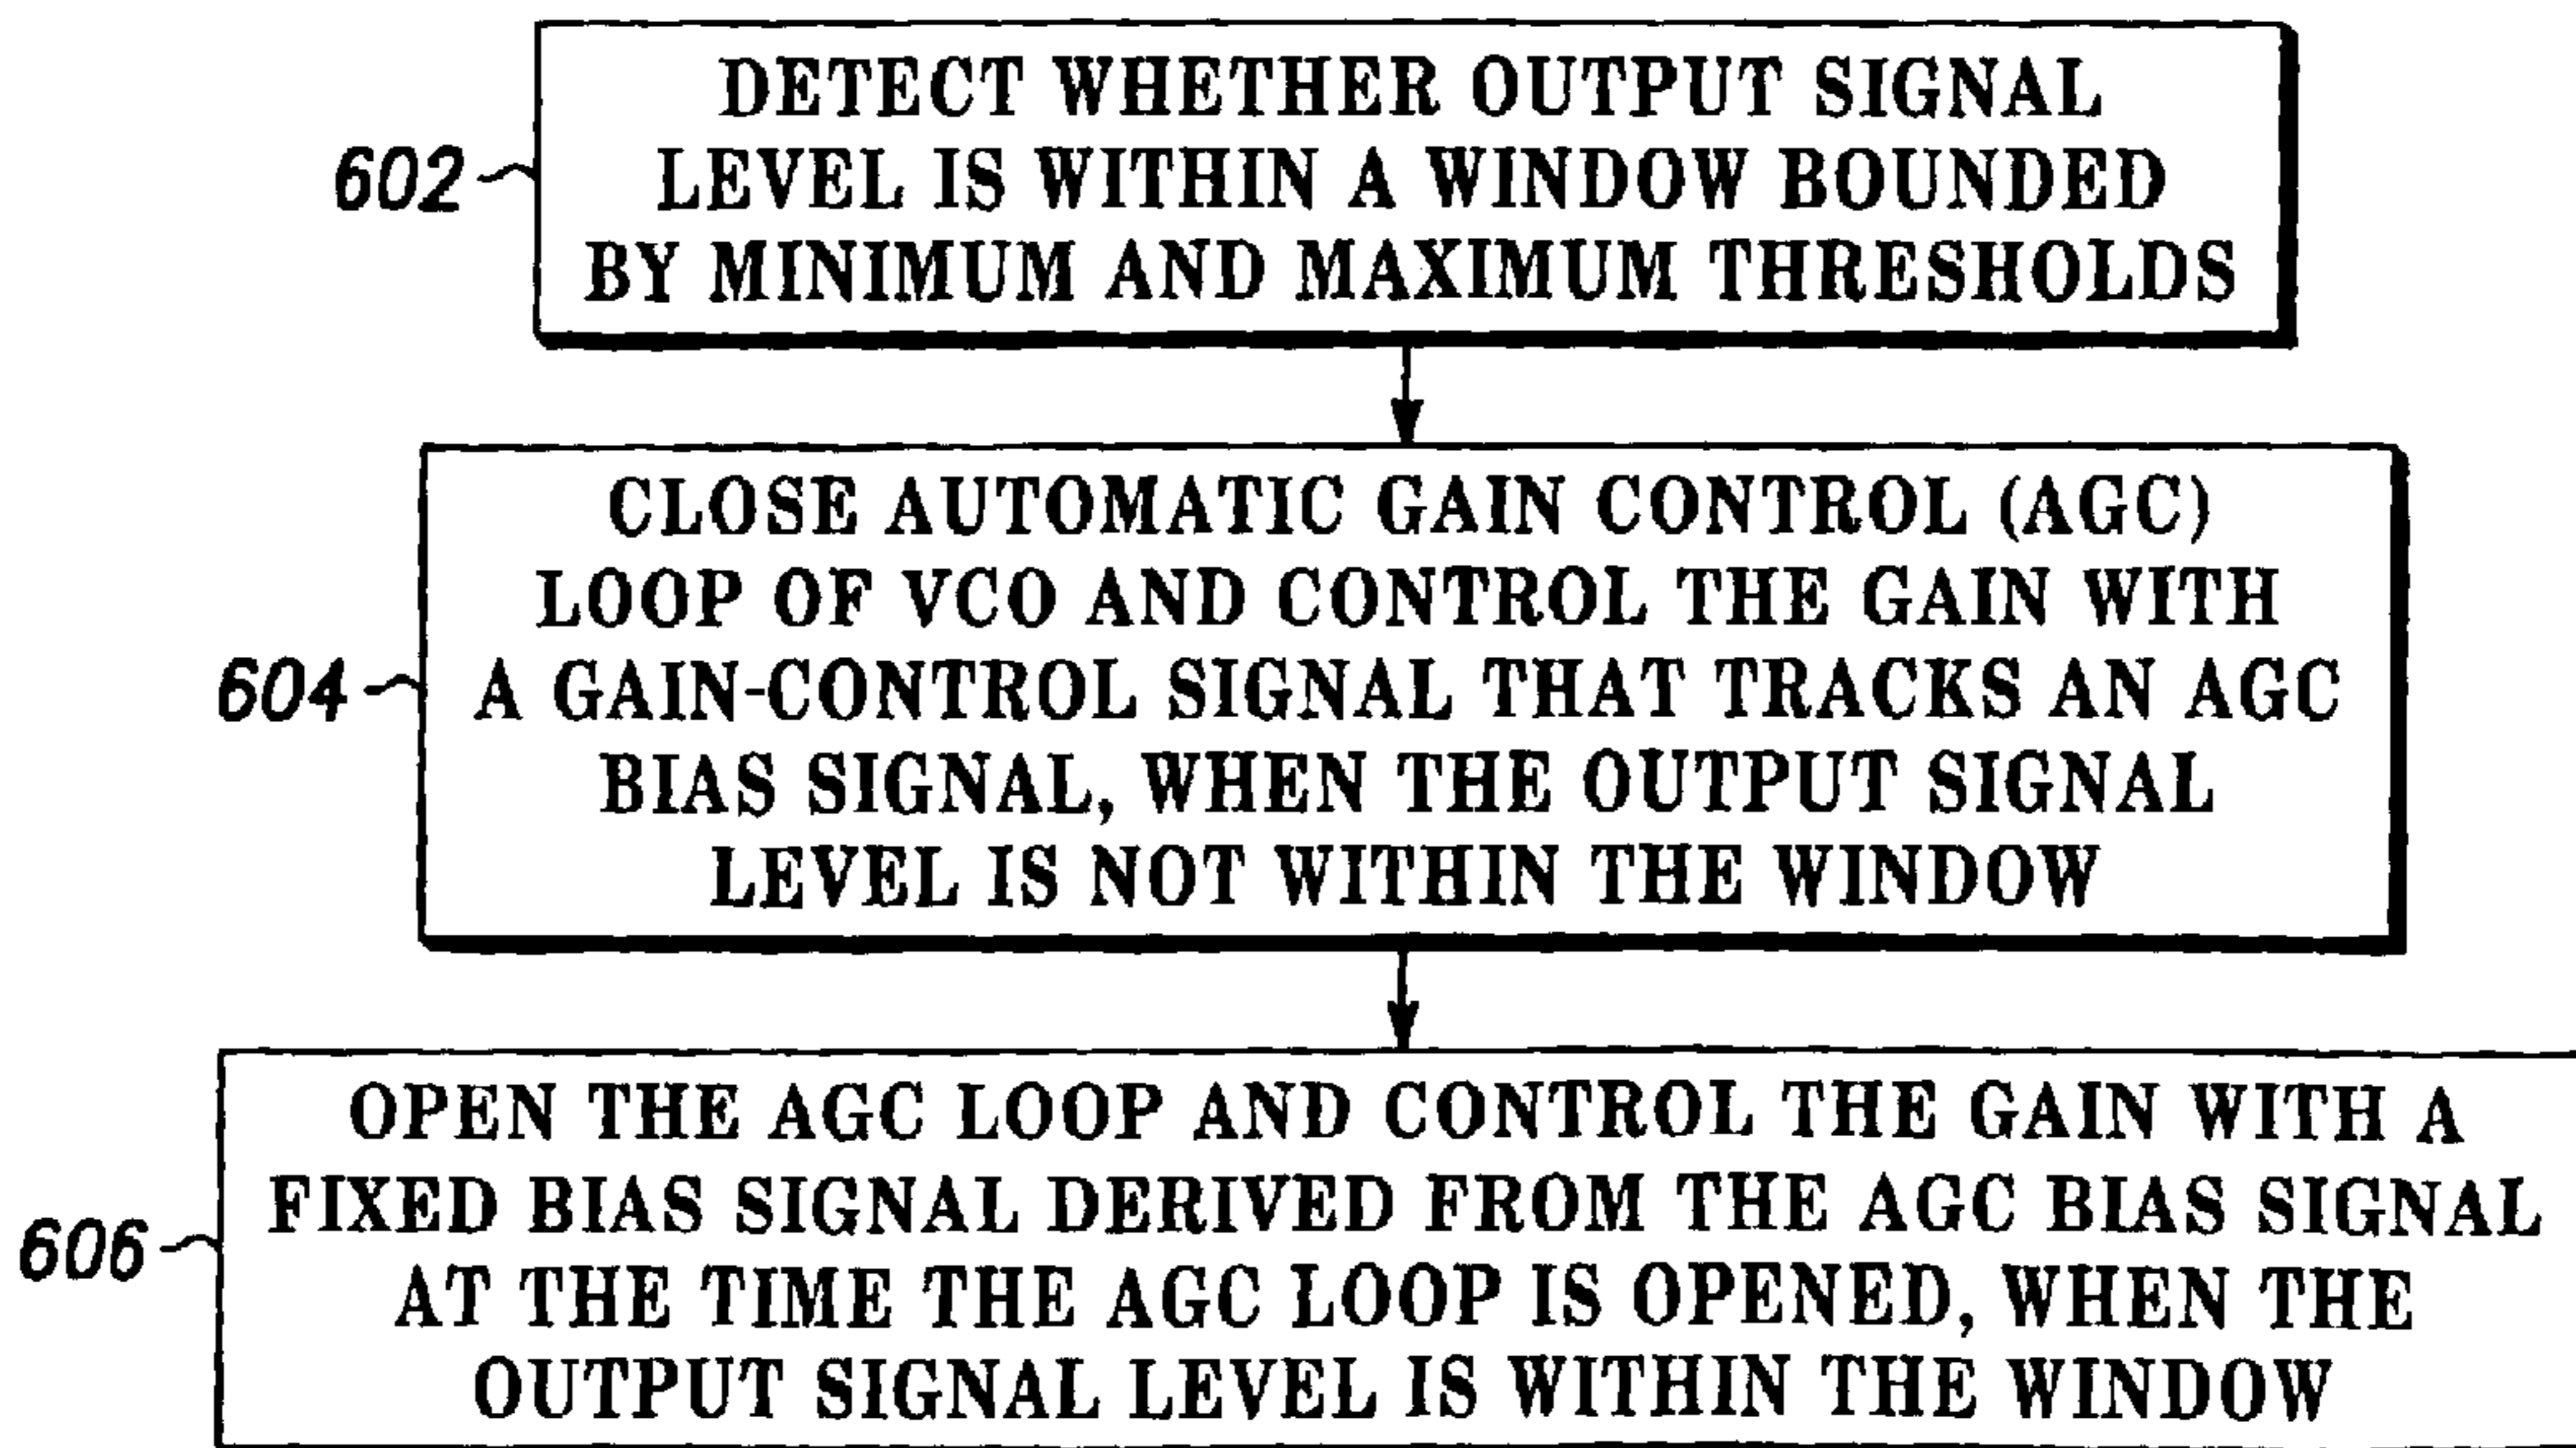 DETECT WHETHER OUTPUT SIGNAL
602 LEVEL IS WITHIN A WINDOW BOUNDED
BY MINIMUM AND MAXIMUM THRESHOLDS
CLOSE AUTOMATIC GAIN CONTROL (AGC)
LOOP OF VCO AND CONTROL THE GAIN WITH
604 A GAIN-CONTROL SIGNAL THAT TRACKS AN AGC
BIAS SIGNAL, WHEN THE OUTPUT SIGNAL
LEVEL IS NOT WITHIN THE WINDOW
OPEN THE AGC LOOP AND CONTROL THE GAIN WITH A
606 FIXED BIAS SIGNAL DERIVED FROM THE AGC BIAS SIGNAL
AT THE TIME THE AGC LOOP IS OPENED, WHEN THE
OUTPUT SIGNAL LEVEL IS WITHIN THE WINDOW